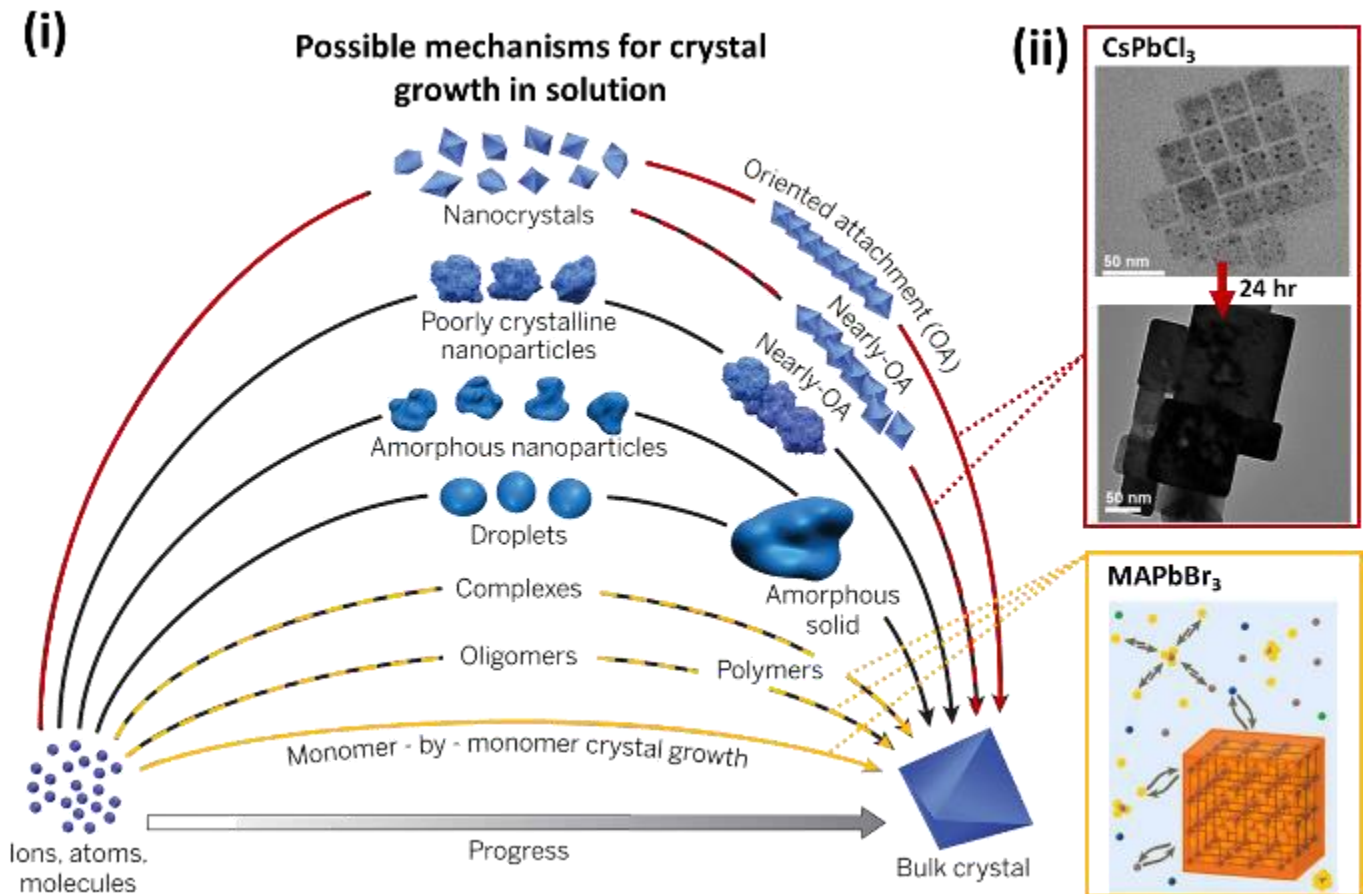 (i)
Possible mechanisms for crystal
growth in solution
Nanocrystals
Oriented attachment (OA)
Poorly crystalline
nanoparticles
Nearly-OA
Nearly-OA
Amorphous nanoparticles
Droplets
Amorphous
solid
Complexes
Oligomers
Polymers
Monomer - by - monomer crystal growth
Ions, atoms,
molecules
Progress
Bulk crystal
(ii)
CsPbCl₃
50 nm
24 hr
50 nm
MAPbBr₃